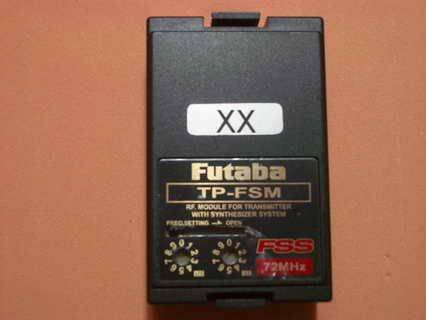 XX
Futaba
TP-FSM
RF. MODULE FOR TRANSMITTER
WITH SYNTHESIZER SYSTEM
FREQ.SETTING OPEN
FSS
72MHz